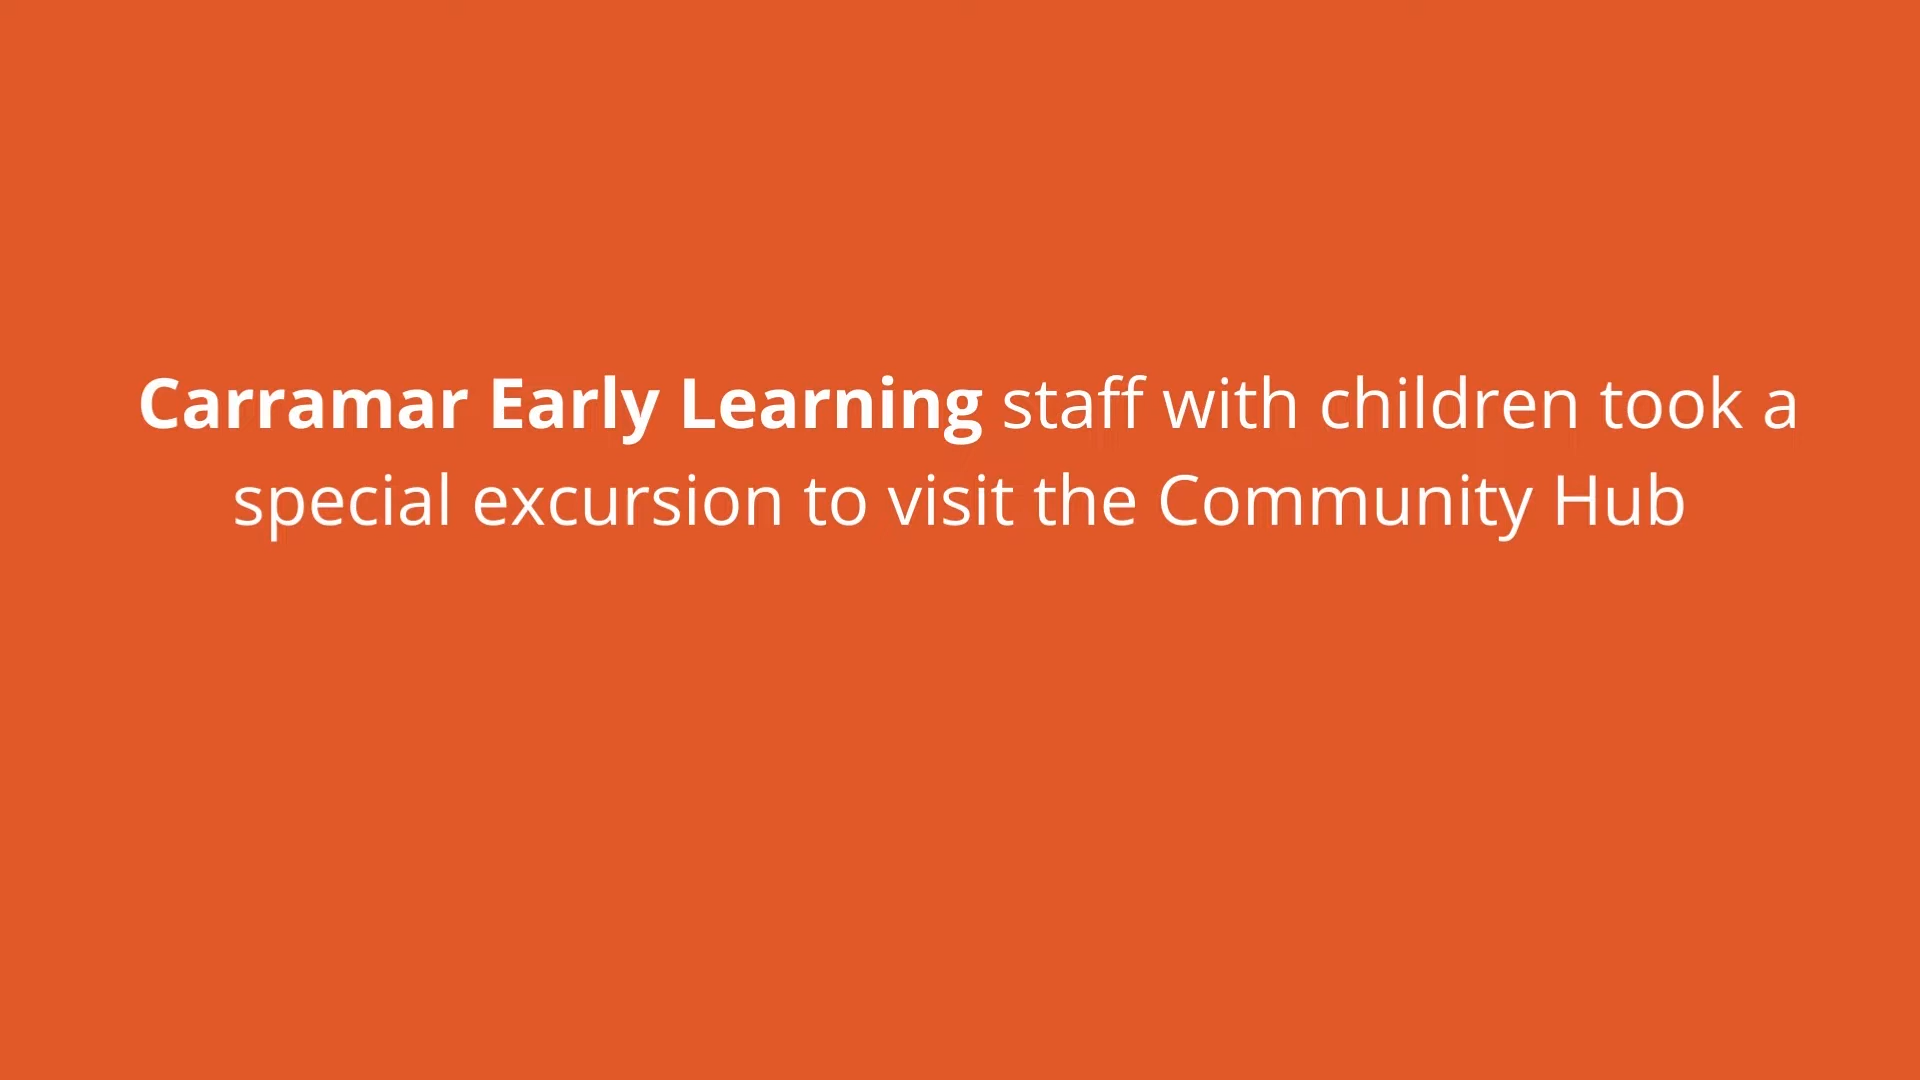 Carramar Early Learning staff with children took a
special excursion to visit the Community Hub